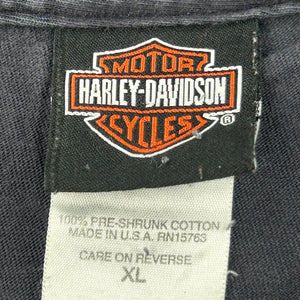 MOTOR
HARLEY-DAVIDSON
CYCLES
®
100% PRE-SHRUNK COTTON
MADE IN U.S.A. RN15763
CARE ON REVERSE
XL